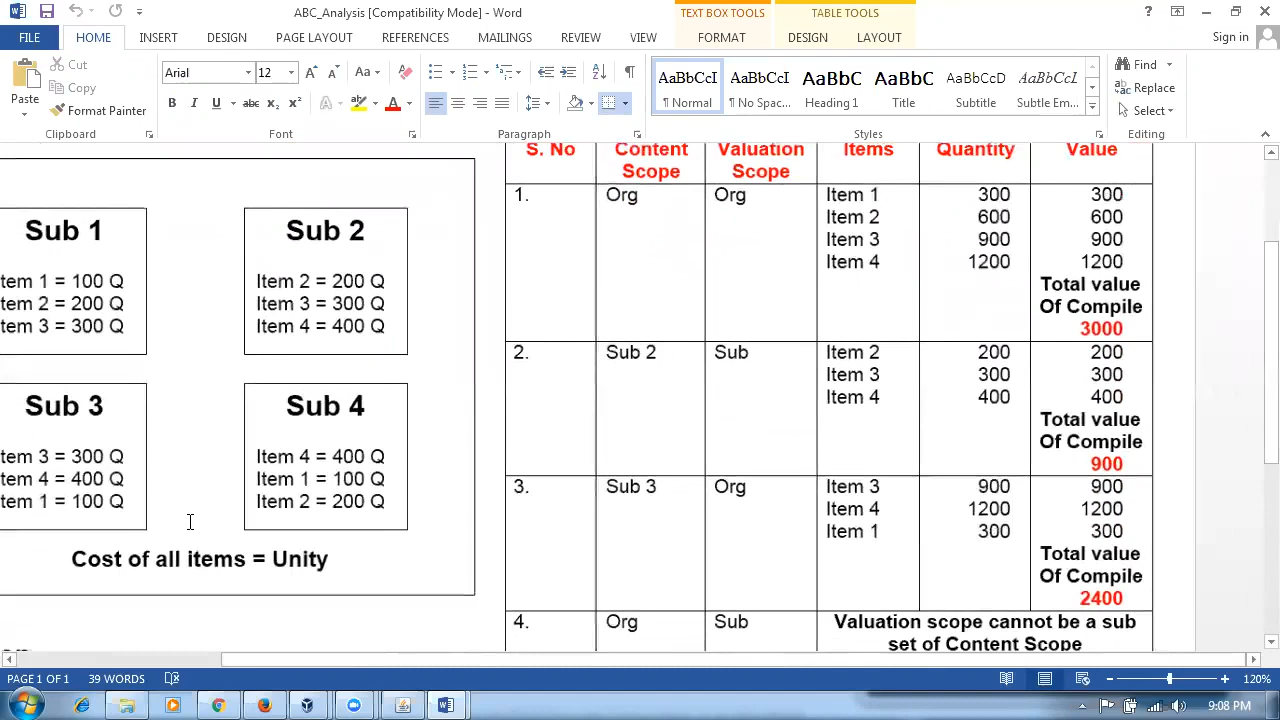 ABC_Analysis [Compatibility Mode] - Word
TEXT BOX TOOLS
TABLE TOOLS
FILE
HOME
INSERT
DESIGN
PAGE LAYOUT
REFERENCES
MAILINGS
REVIEW
VIEW
FORMAT
DESIGN
LAYOUT
Sign in
Paste
Cut
Copy
Format Painter
Clipboard
Arial
12
Font
Paragraph
AaBbCcI
¶ Normal
AaBbCcI
¶ No Spac...
AaBbC
Heading 1
AaBbC
Title
AaBbCcD
Subtitle
AaBbCcI
Subtle Em...
Styles
Find
Replace
Select
Editing
Sub 1
tem 1 = 100 Q
tem 2 = 200 Q
tem 3 = 300 Q
Sub 2
Item 2 = 200 Q
Item 3 = 300 Q
Item 4 = 400 Q
Sub 3
tem 3 = 300 Q
tem 4 = 400 Q
tem 1 = 100 Q
Sub 4
Item 4 = 400 Q
Item 1 = 100 Q
Item 2 = 200 Q
Cost of all items = Unity
S. No Content Scope Valuation Scope Items Quantity Value
1. Org Org Item 1 300 300
Item 2 600 600
Item 3 900 900
Item 4 1200 1200
Total value
Of Compile
3000
2. Sub 2 Sub Item 2 200 200
Item 3 300 300
Item 4 400 400
Total value
Of Compile
900
3. Sub 3 Org Item 3 900 900
Item 4 1200 1200
Item 1 300 300
Total value
Of Compile
2400
4. Org Sub Valuation scope cannot be a sub
set of Content Scope
PAGE 1 OF 1
39 WORDS
120%
9:08 PM